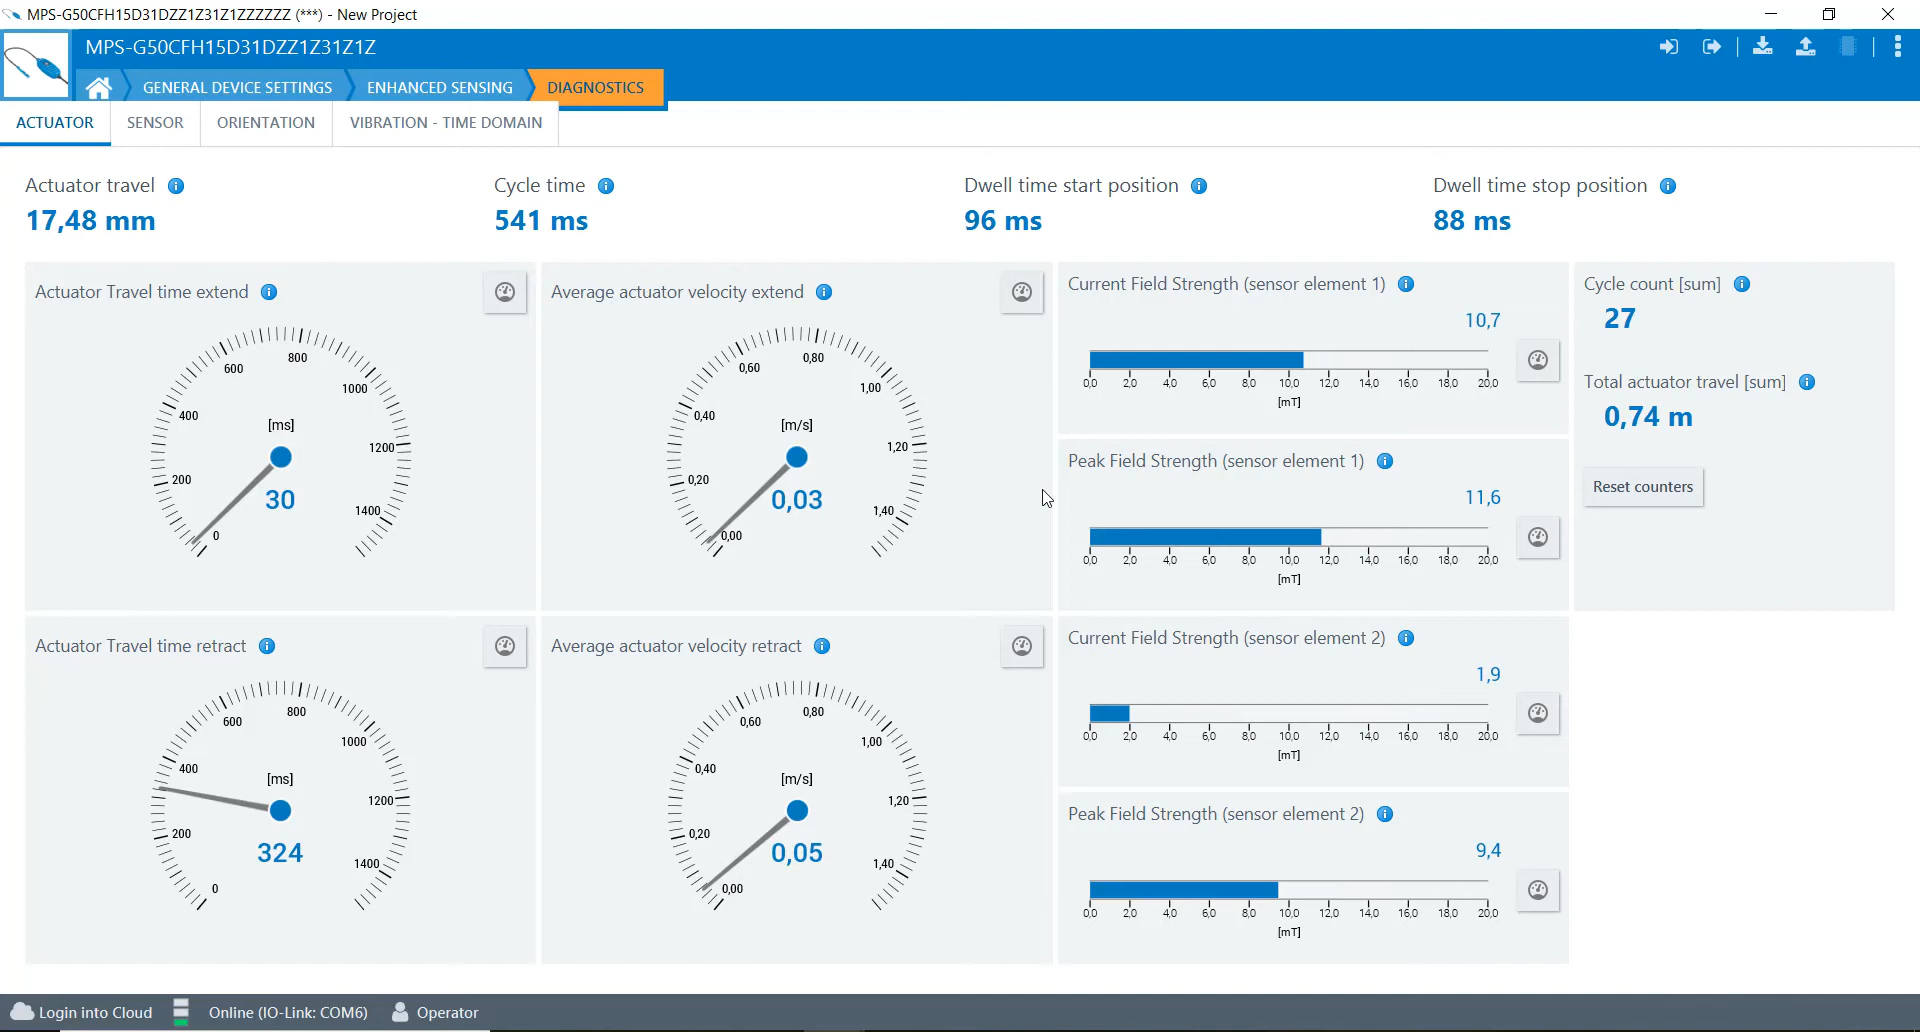 MPS-G50CFH15D31DZZ1Z31Z1ZZZZZZ (***) - New Project
MPS-G50CFH15D31DZZ1Z31Z1Z
GENERAL DEVICE SETTINGS
ENHANCED SENSING
DIAGNOSTICS
ACTUATOR
SENSOR
ORIENTATION
VIBRATION - TIME DOMAIN
Actuator travel
17,48 mm
Cycle time
541 ms
Dwell time start position
96 ms
Dwell time stop position
88 ms
Actuator Travel time extend
0
200
400
600
800
1000
1200
1400
[ms]
30
Average actuator velocity extend
0,00
0,20
0,40
0,60
0,80
1,00
1,20
1,40
[m/s]
0,03
Current Field Strength (sensor element 1)
10,7
0,0 2,0 4,0 6,0 8,0 10,0 12,0 14,0 16,0 18,0 20,0
[mT]
Peak Field Strength (sensor element 1)
11,6
0,0 2,0 4,0 6,0 8,0 10,0 12,0 14,0 16,0 18,0 20,0
[mT]
Cycle count [sum]
27
Total actuator travel [sum]
0,74 m
Reset counters
Actuator Travel time retract
0
200
400
600
800
1000
1200
1400
[ms]
324
Average actuator velocity retract
0,00
0,20
0,40
0,60
0,80
1,00
1,20
1,40
[m/s]
0,05
Current Field Strength (sensor element 2)
1,9
0,0 2,0 4,0 6,0 8,0 10,0 12,0 14,0 16,0 18,0 20,0
[mT]
Peak Field Strength (sensor element 2)
9,4
0,0 2,0 4,0 6,0 8,0 10,0 12,0 14,0 16,0 18,0 20,0
[mT]
Login into Cloud
Online (IO-Link: COM6)
Operator